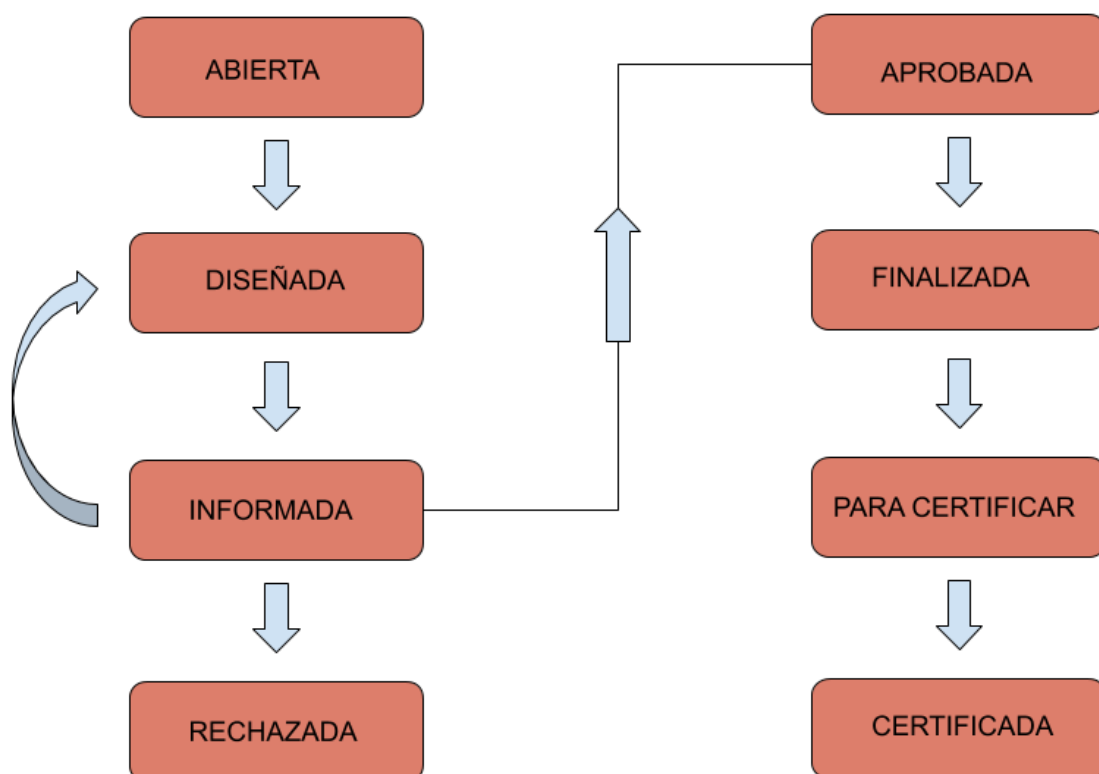 ABIERTA
DISEÑADA
INFORMADA
RECHAZADA
APROBADA
FINALIZADA
PARA CERTIFICAR
CERTIFICADA